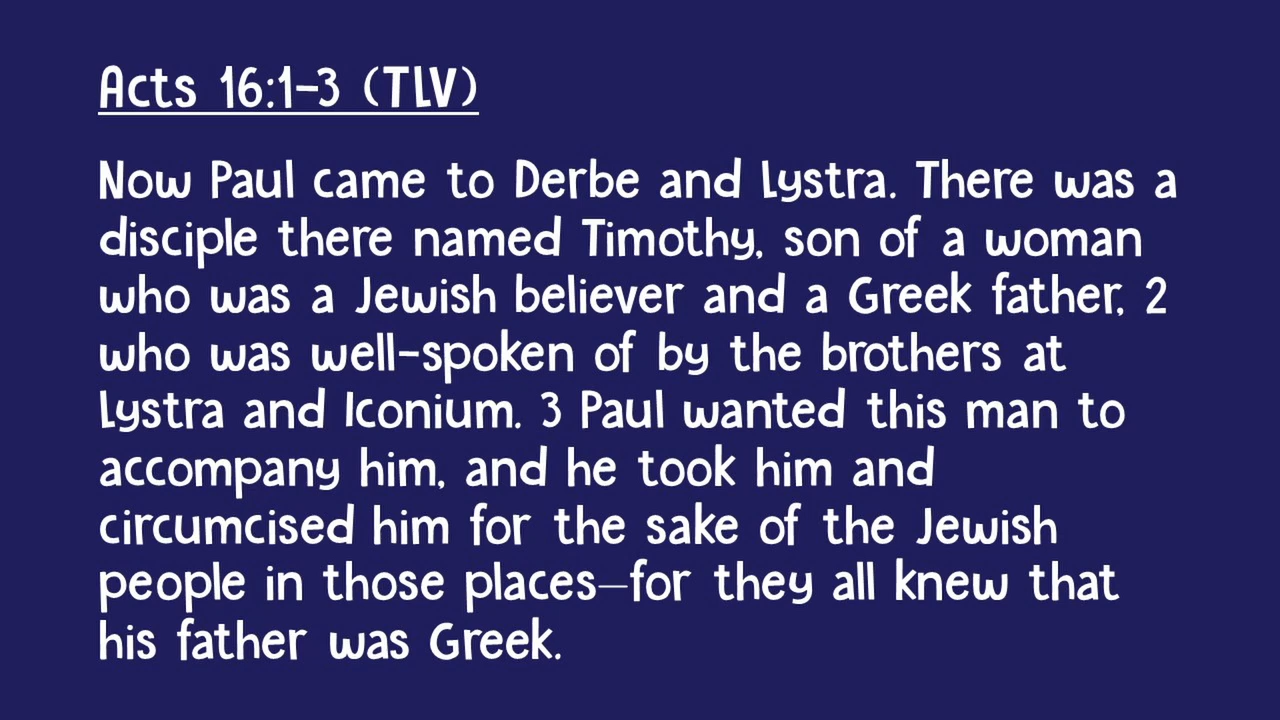 Acts 16:1-3 (TLV)
Now Paul came to Derbe and Lystra. There was a
disciple there named Timothy, son of a woman
who was a Jewish believer and a Greek father, 2
who was well-spoken of by the brothers at
Lystra and Iconium. 3 Paul wanted this man to
accompany him, and he took him and
circumcised him for the sake of the Jewish
people in those places—for they all knew that
his father was Greek.